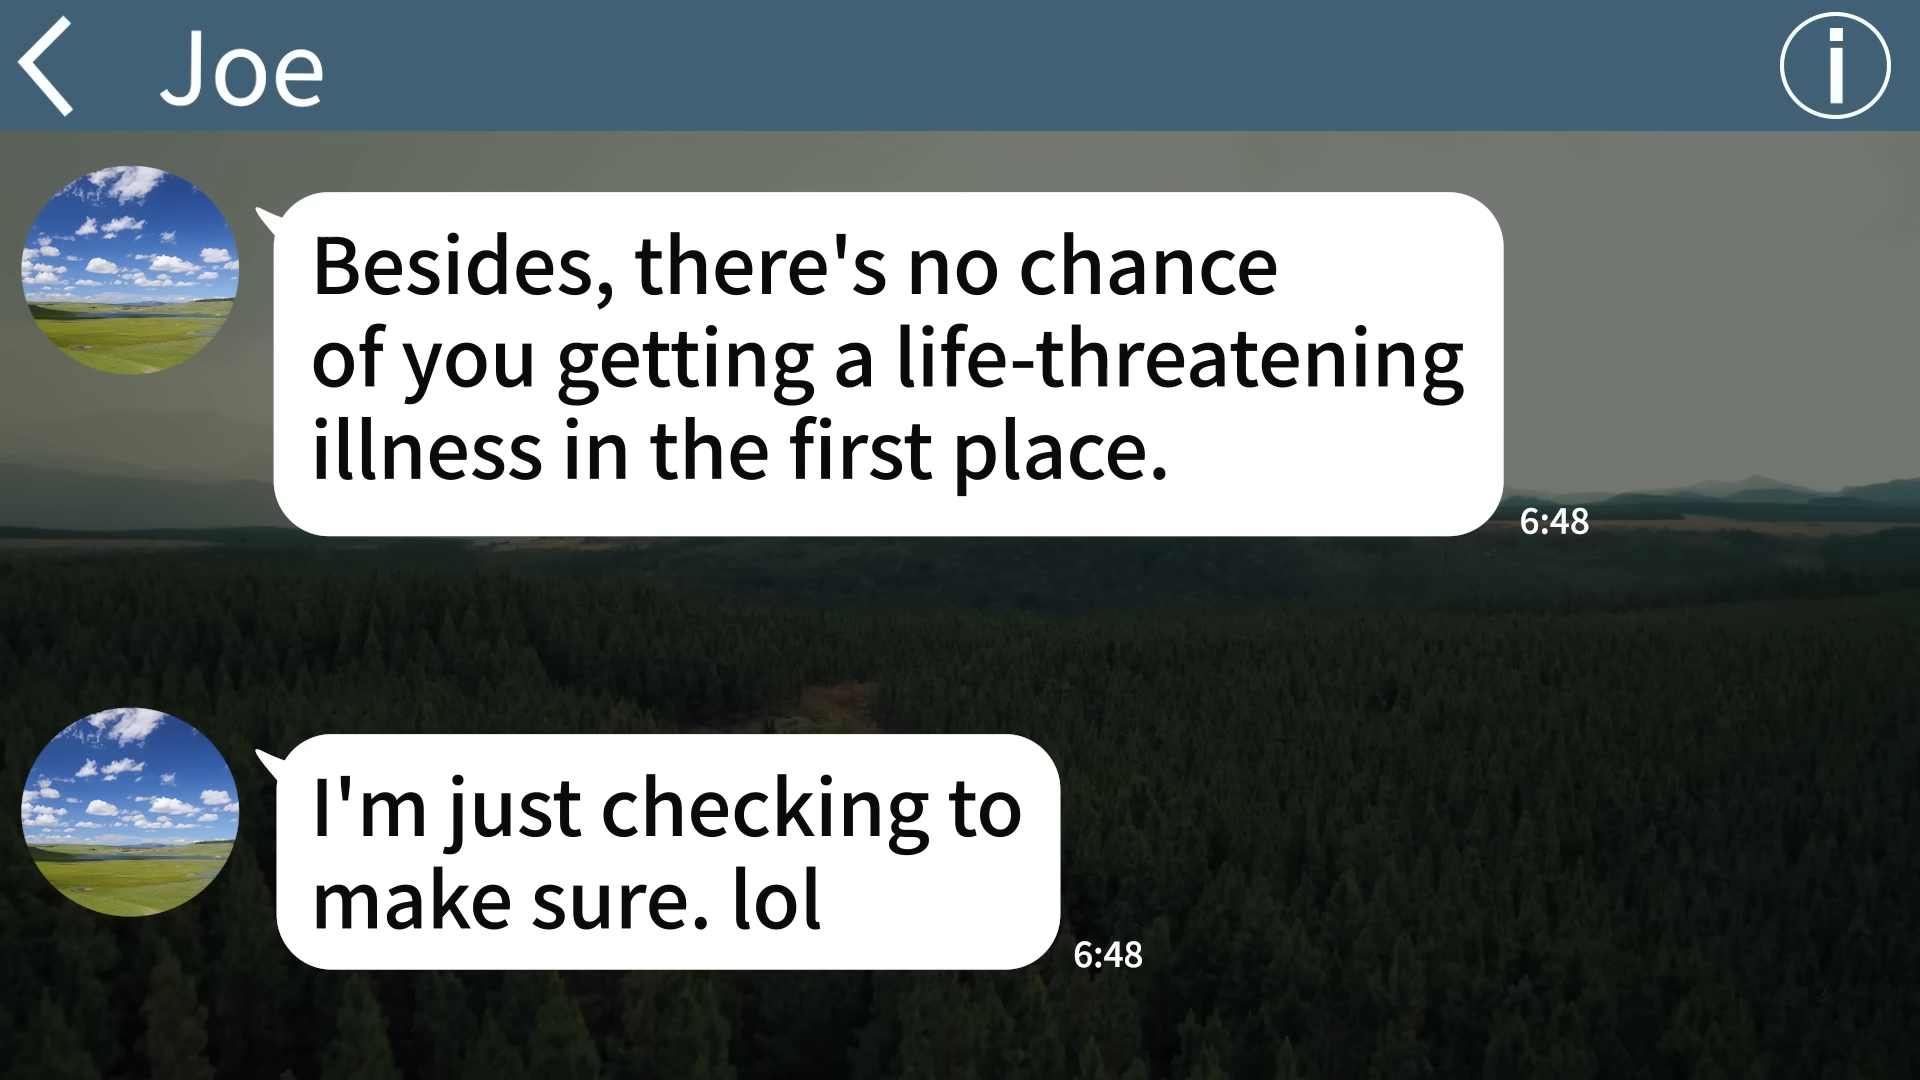 Joe
Besides, there's no chance
of you getting a life-threatening
illness in the first place.
6:48
I'm just checking to
make sure. lol
6:48